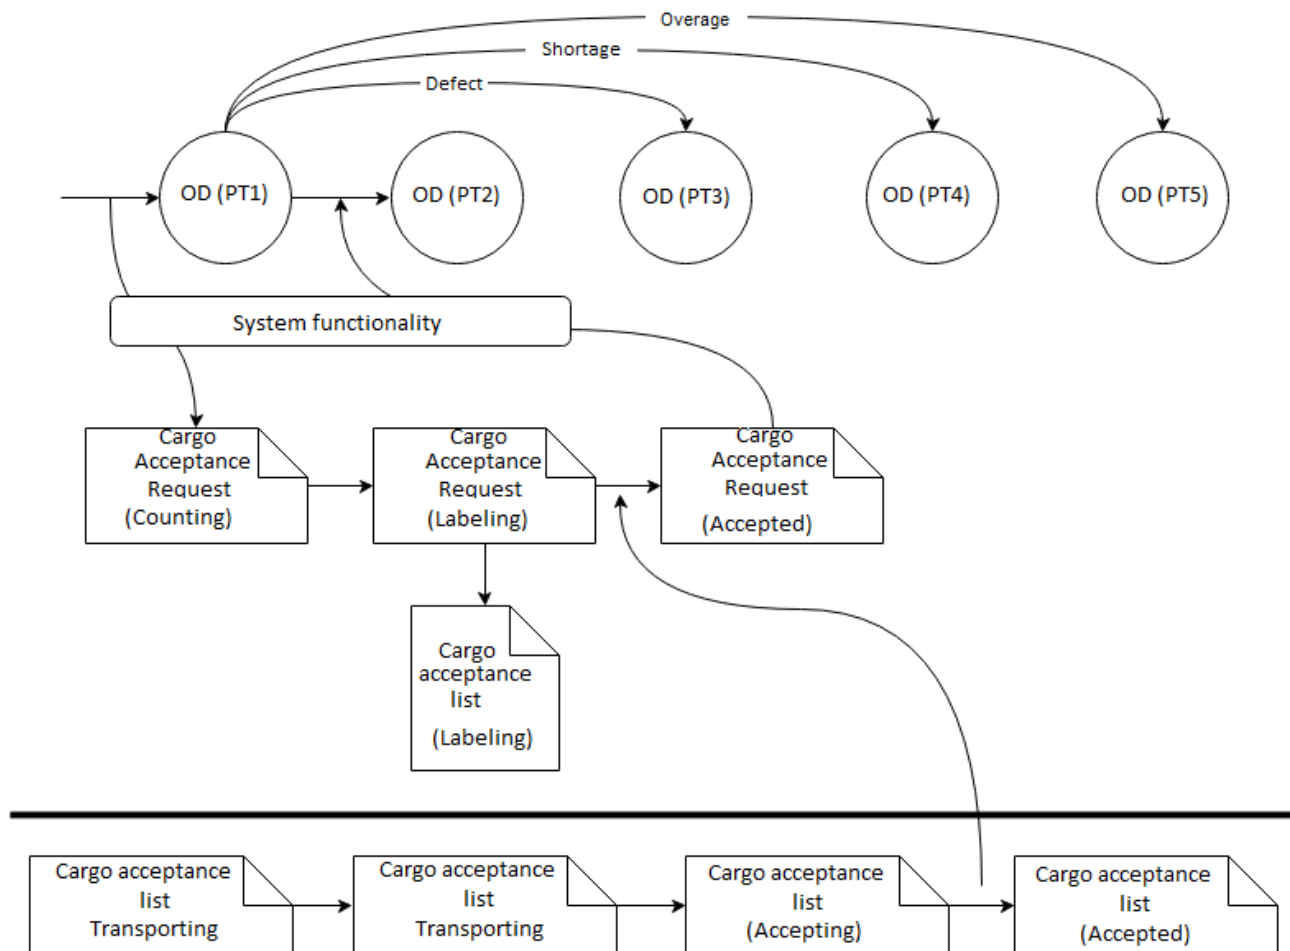 Overage
Shortage
Defect
OD (PT1)
OD (PT2)
OD (PT3)
OD (PT4)
OD (PT5)
System functionality
Cargo
Acceptance
Request
(Counting)
Cargo
Acceptance
Request
(Labeling)
Cargo
Acceptance
Request
(Accepted)
Cargo
acceptance
list
(Labeling)
Cargo acceptance
list
Transporting
Cargo acceptance
list
Transporting
Cargo acceptance
list
(Accepting)
Cargo acceptance
list
(Accepted)